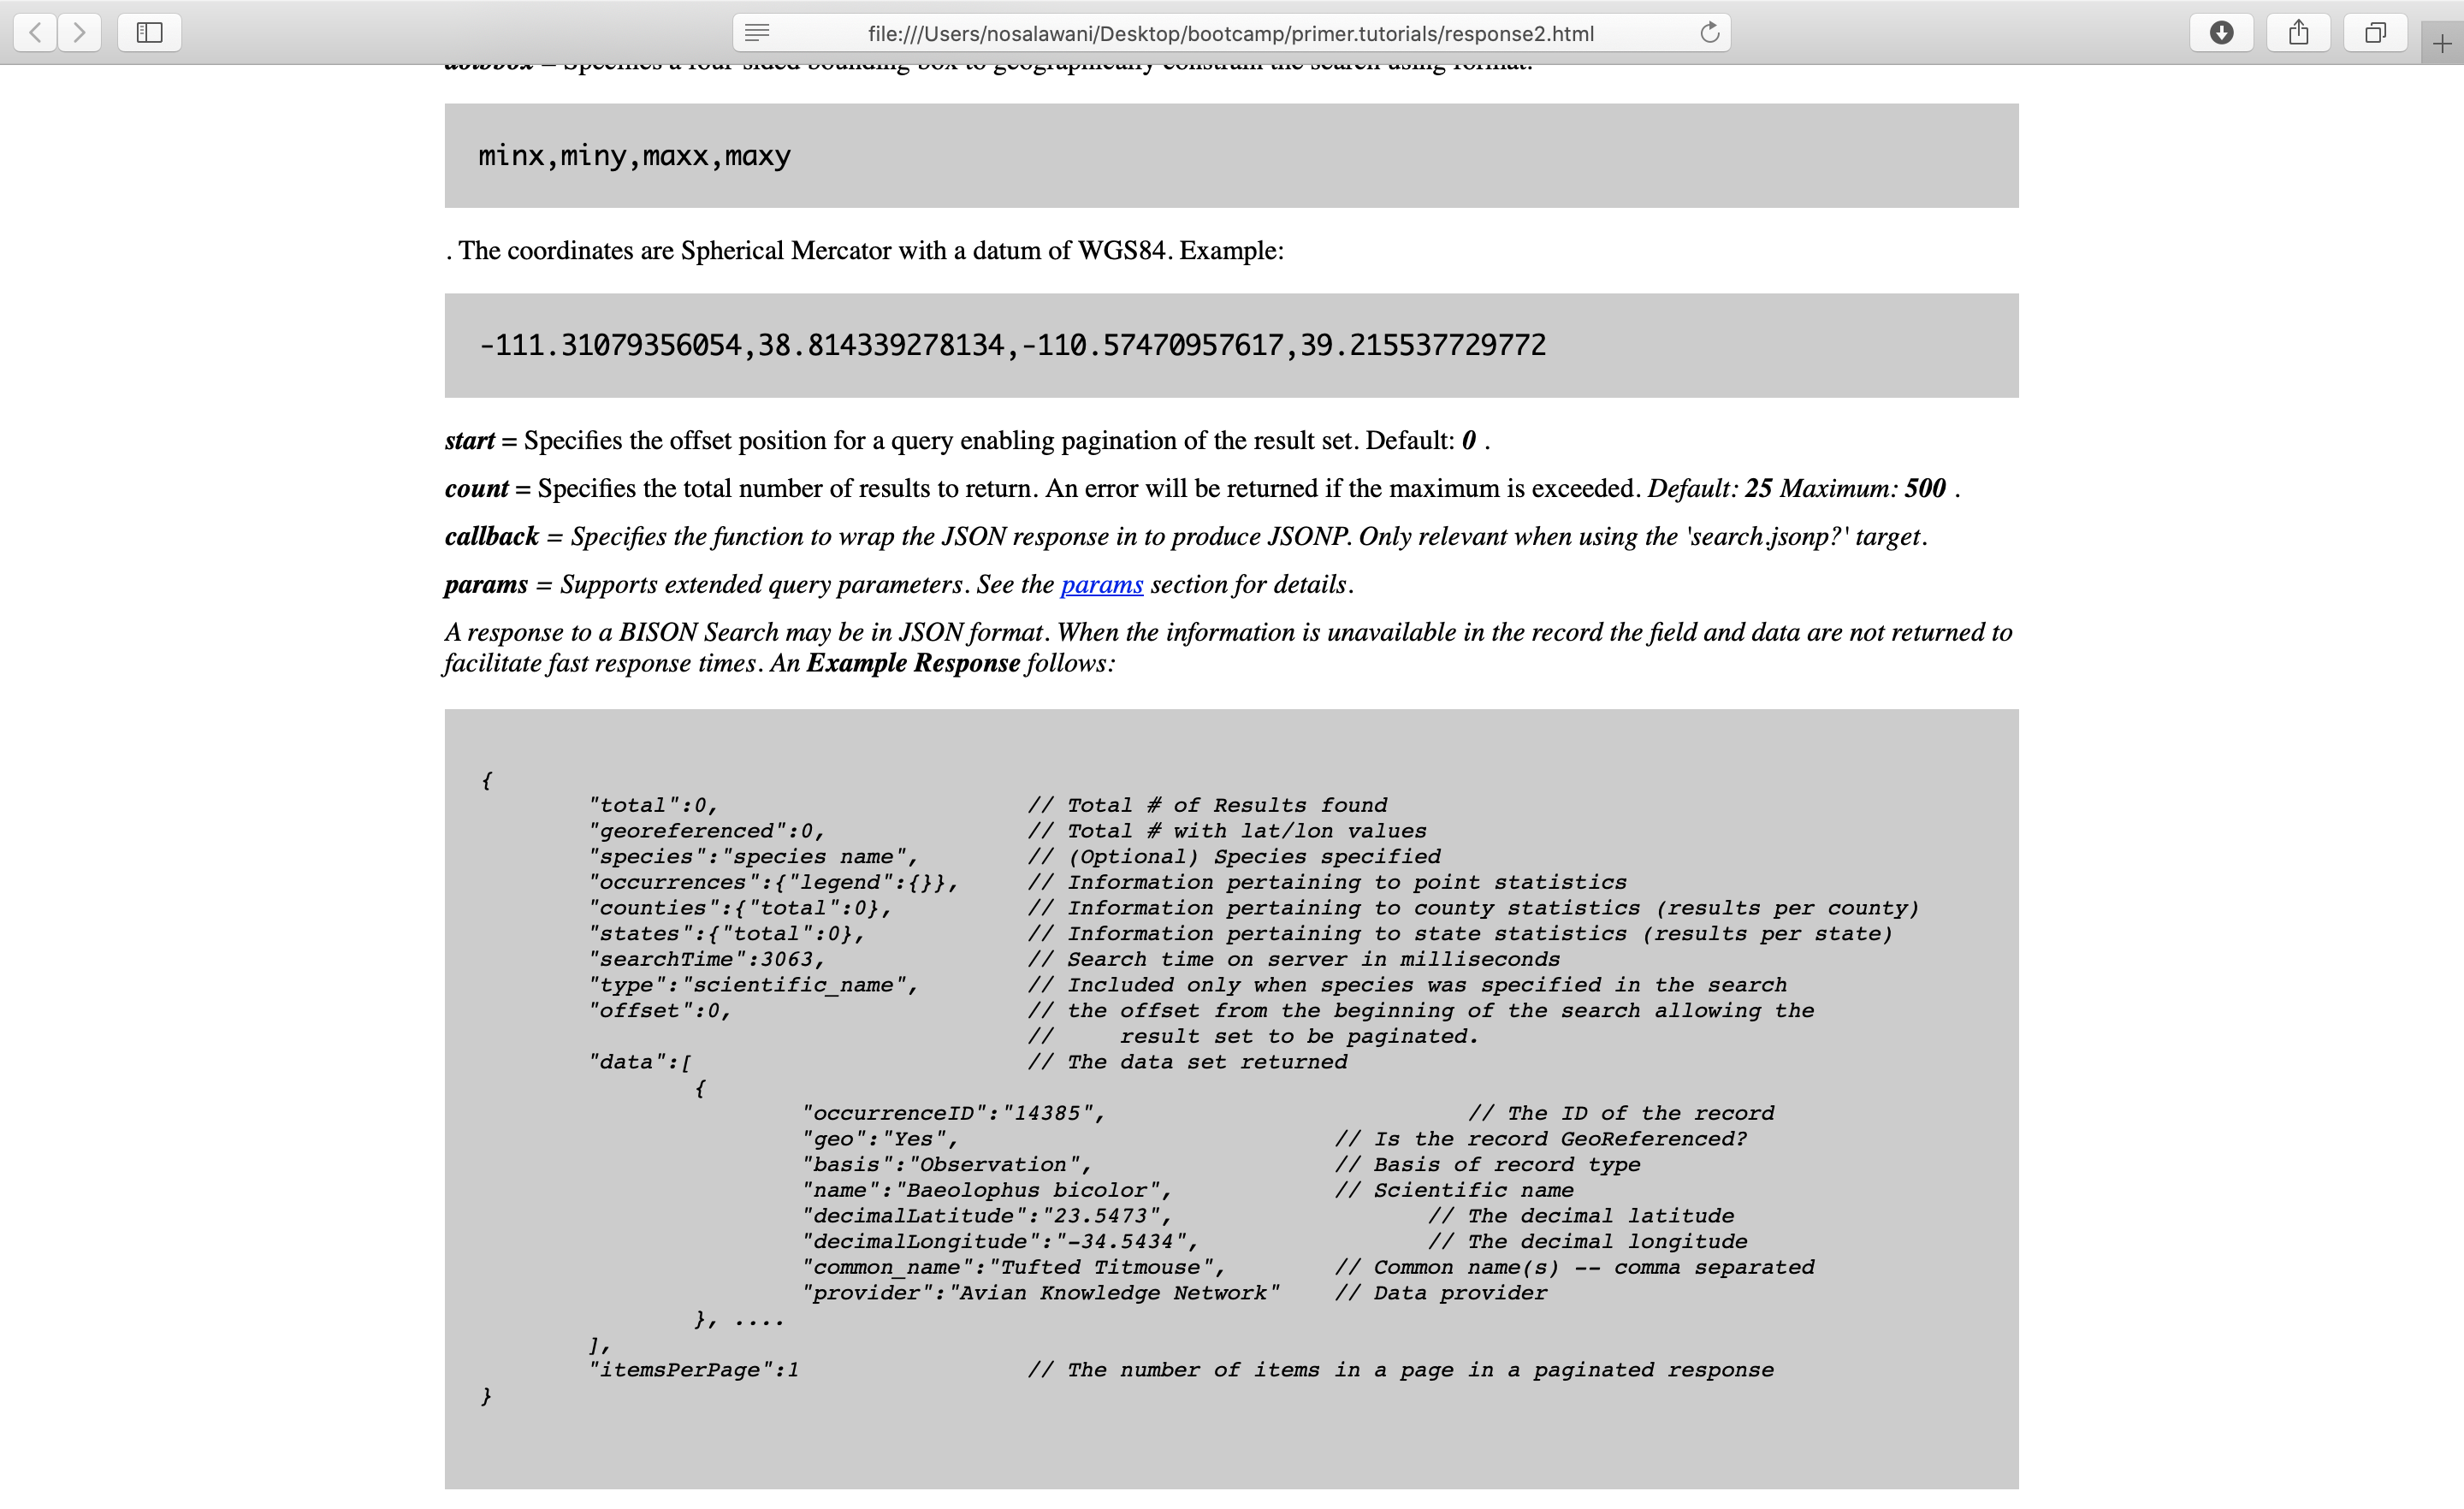 file:///Users/nosalawani/Desktop/bootcamp/primer.tutorials/response2.html
aoibbox = Specifies a four-sided bounding box to geographically constrain the search using format:
minx,miny,maxx,maxy
. The coordinates are Spherical Mercator with a datum of WGS84. Example:
-111.31079356054,38.814339278134,-110.57470957617,39.215537729772
start = Specifies the offset position for a query enabling pagination of the result set. Default: 0 .
count = Specifies the total number of results to return. An error will be returned if the maximum is exceeded. Default: 25 Maximum: 500 .
callback = Specifies the function to wrap the JSON response in to produce JSONP. Only relevant when using the 'search.jsonp?' target.
params = Supports extended query parameters. See the params section for details.
A response to a BISON Search may be in JSON format. When the information is unavailable in the record the field and data are not returned to
facilitate fast response times. An Example Response follows:
{
"total":0, // Total # of Results found
"georeferenced":0, // Total # with lat/lon values
"species":"species name", // (Optional) Species specified
"occurrences":{"legend":{}}, // Information pertaining to point statistics
"counties":{"total":0}, // Information pertaining to county statistics (results per county)
"states":{"total":0}, // Information pertaining to state statistics (results per state)
"searchTime":3063, // Search time on server in milliseconds
"type":"scientific_name", // Included only when species was specified in the search
"offset":0, // the offset from the beginning of the search allowing the
// result set to be paginated.
"data":[ // The data set returned
{
"occurrenceID":"14385", // The ID of the record
"geo":"Yes", // Is the record GeoReferenced?
"basis":"Observation", // Basis of record type
"name":"Baeolophus bicolor", // Scientific name
"decimalLatitude":"23.5473", // The decimal latitude
"decimalLongitude":"-34.5434", // The decimal longitude
"common_name":"Tufted Titmouse", // Common name(s) -- comma separated
"provider":"Avian Knowledge Network" // Data provider
}, ....
],
"itemsPerPage":1 // The number of items in a page in a paginated response
}